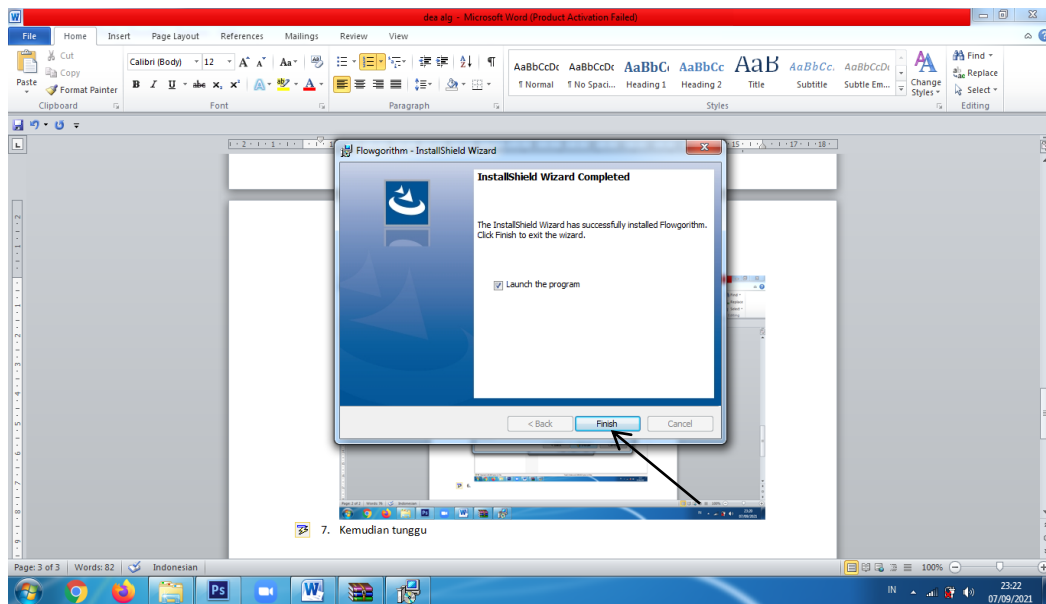 dea alg - Microsoft Word (Product Activation Failed)
File Home Insert Page Layout References Mailings Review View
Cut
Copy
Format Painter
Paste
Clipboard
Calibri (Body) 12
Font
Paragraph
AaBbCcDc AaBbCcDc AaBbC AaBbCc AaB AaBbCc. AaBbCcDc
¶ Normal ¶ No Spaci... Heading 1 Heading 2 Title Subtitle Subtle Em...
Change Styles
Styles
Find
Replace
Select
Editing
Flowgorithm - InstallShield Wizard
InstallShield Wizard Completed
The InstallShield Wizard has successfully installed Flowgorithm.
Click Finish to exit the wizard.
Launch the program
< Back Finish Cancel
7. Kemudian tunggu
Page: 3 of 3 Words: 82 Indonesian 100%
Ps
W
IN
23:22
07/09/2021